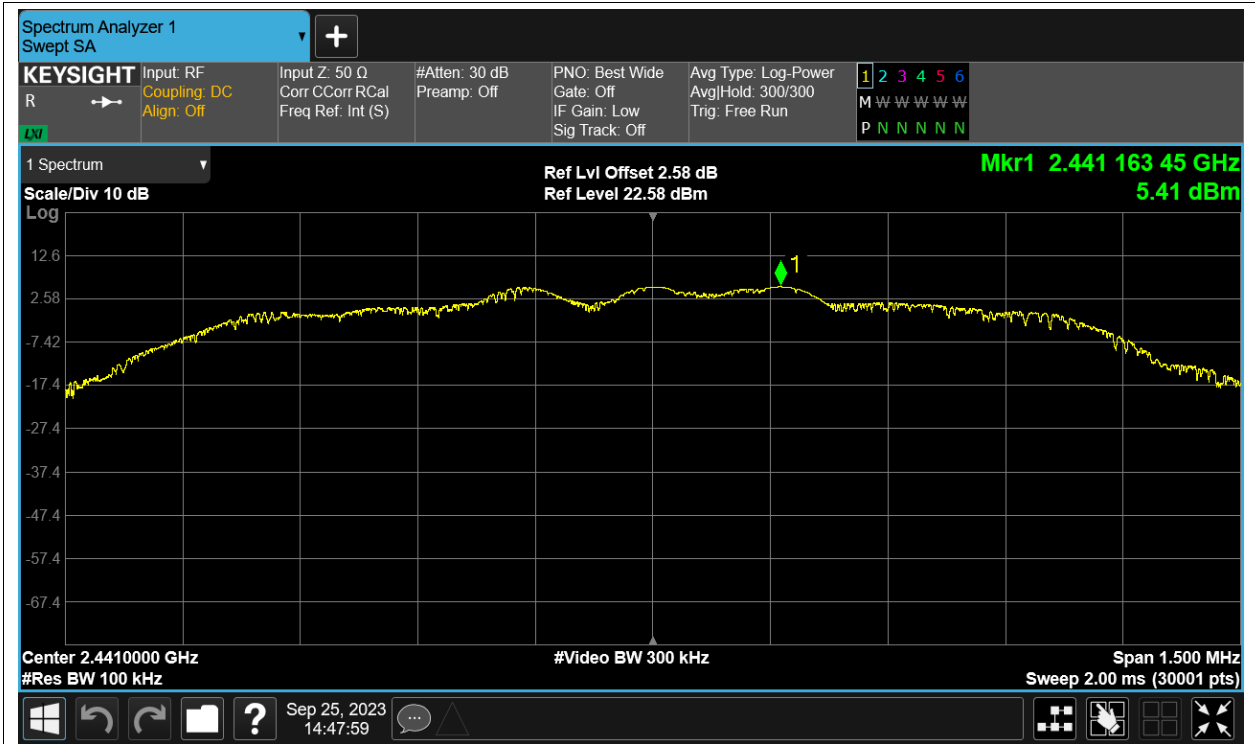 Spectrum Analyzer 1
Swept SA
KEYSIGHT
R
LXI
Input: RF
Coupling: DC
Align: Off
Input Z: 50 Ω
Corr CCorr RCal
Freq Ref: Int (S)
#Atten: 30 dB
Preamp: Off
PNO: Best Wide
Gate: Off
IF Gain: Low
Sig Track: Off
Avg Type: Log-Power
Avg|Hold: 300/300
Trig: Free Run
1 2 3 4 5 6
M W W W W W
P N N N N N
1 Spectrum
Scale/Div 10 dB
Log
Ref Lvl Offset 2.58 dB
Ref Level 22.58 dBm
Mkr1 2.441 163 45 GHz
5.41 dBm
1
12.6
2.58
-7.42
-17.4
-27.4
-37.4
-47.4
-57.4
-67.4
Center 2.4410000 GHz
#Res BW 100 kHz
#Video BW 300 kHz
Span 1.500 MHz
Sweep 2.00 ms (30001 pts)
?
Sep 25, 2023
14:47:59